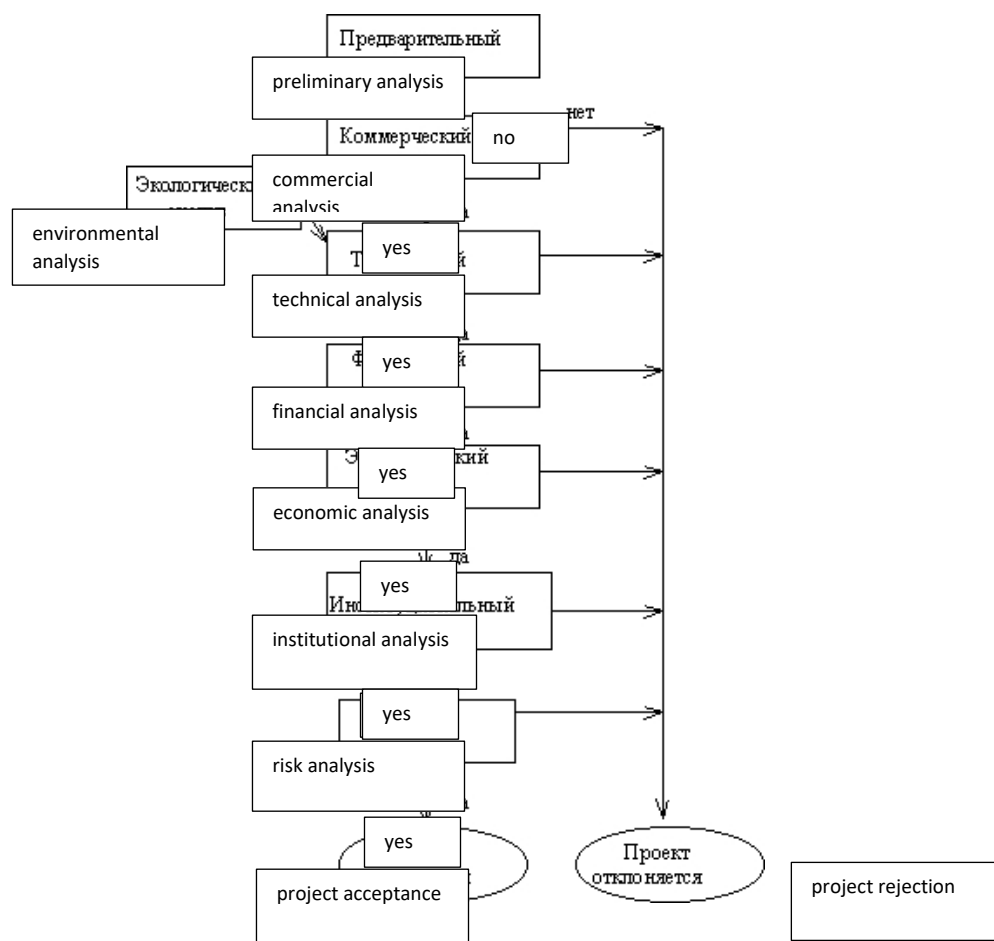 Предварительный
preliminary analysis
нет
Коммерческий
no
commercial
analysis
environmental
analysis
yes
technical analysis
yes
financial analysis
yes
economic analysis
да
yes
institutional analysis
yes
risk analysis
yes
project acceptance
Проект
отклоняется
project rejection